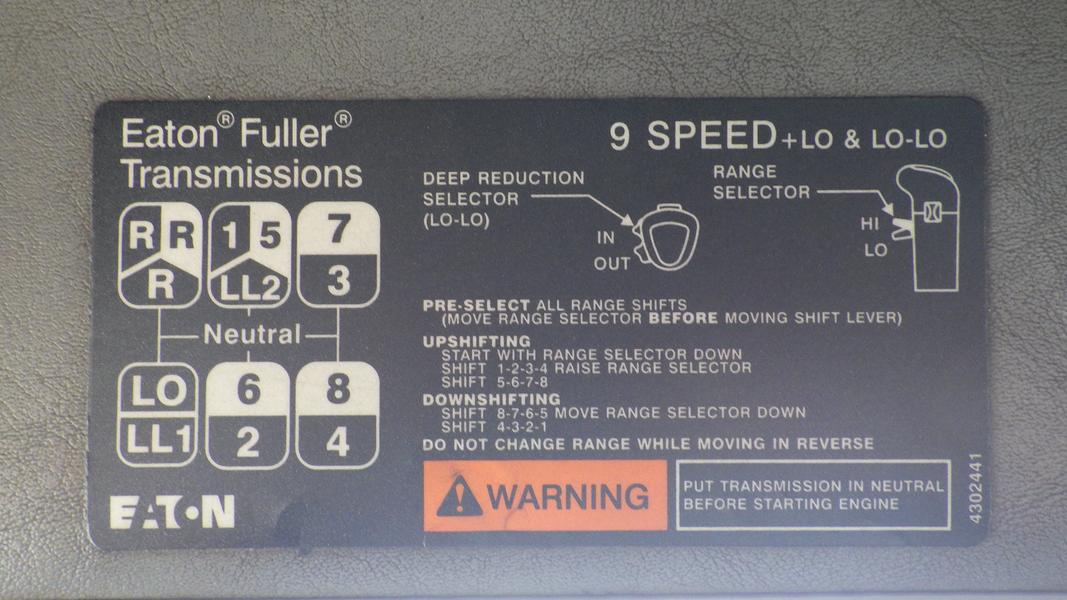 Eaton® Fuller®
Transmissions
9 SPEED +LO & LO-LO
DEEP REDUCTION
SELECTOR
(LO-LO)
IN
OUT
RANGE
SELECTOR
HI
LO
R R
R
1 5
LL2
7
3
Neutral
LO
LL1
6
2
8
4
PRE-SELECT ALL RANGE SHIFTS
(MOVE RANGE SELECTOR BEFORE MOVING SHIFT LEVER)
UPSHIFTING
START WITH RANGE SELECTOR DOWN
SHIFT 1-2-3-4 RAISE RANGE SELECTOR
SHIFT 5-6-7-8
DOWNSHIFTING
SHIFT 8-7-6-5 MOVE RANGE SELECTOR DOWN
SHIFT 4-3-2-1
DO NOT CHANGE RANGE WHILE MOVING IN REVERSE
EATON
WARNING
PUT TRANSMISSION IN NEUTRAL
BEFORE STARTING ENGINE
4302441